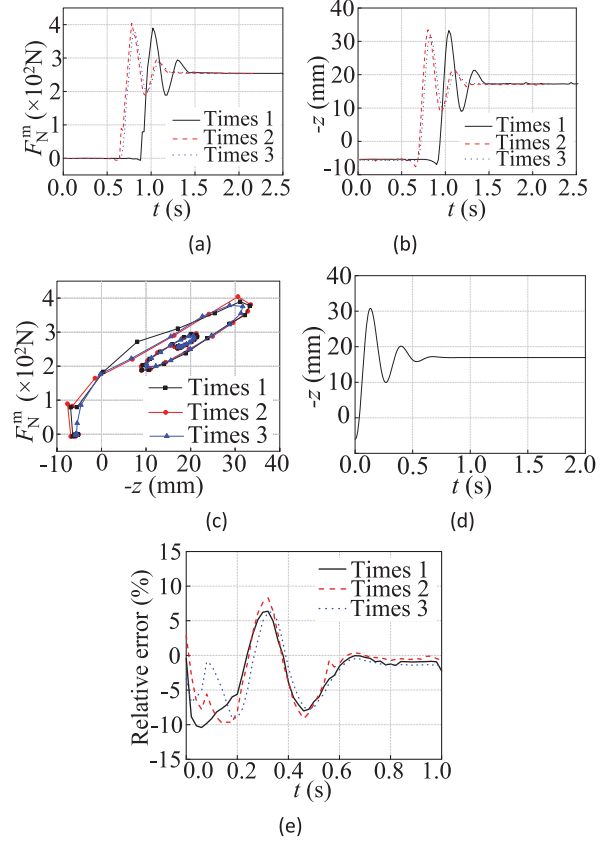 4
3
2
1
0
F_N^m (×10²N)
Times 1
Times 2
Times 3
0.0 0.5 1.0 1.5 2.0 2.5
t (s)
(a)
40
30
20
10
0
-10
-z (mm)
Times 1
Times 2
Times 3
0.0 0.5 1.0 1.5 2.0 2.5
t (s)
(b)
4
3
2
1
0
F_N^m (×10²N)
Times 1
Times 2
Times 3
-10 0 10 20 30 40
-z (mm)
(c)
40
30
20
10
0
-z (mm)
0.0 0.5 1.0 1.5 2.0
t (s)
(d)
15
10
5
0
-5
-10
-15
Relative error (%)
Times 1
Times 2
Times 3
0.0 0.2 0.4 0.6 0.8 1.0
t (s)
(e)